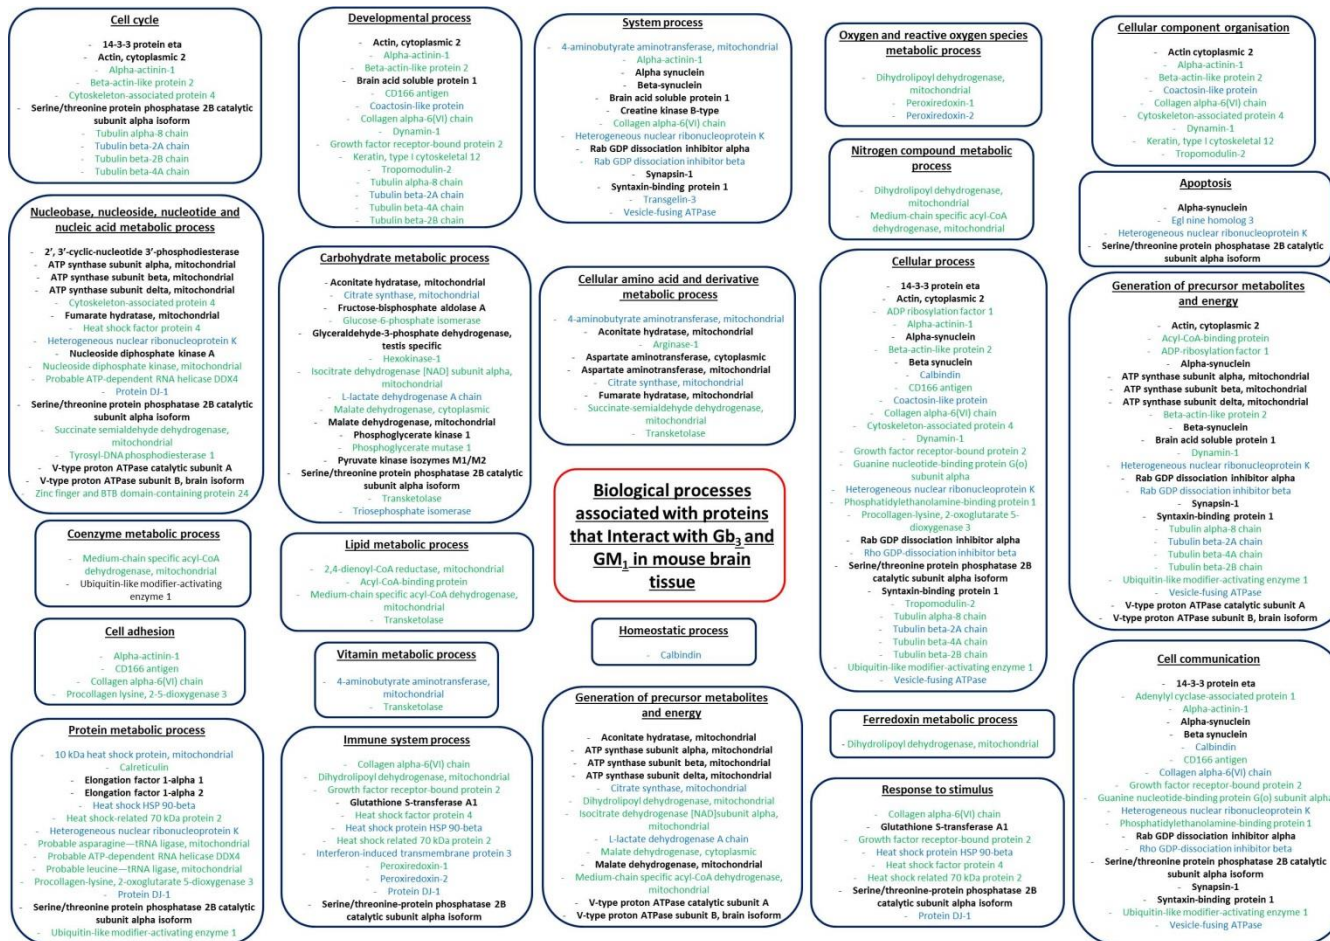 Cell cycle
- 14-3-3 protein eta
- Actin, cytoplasmic 2
- Alpha-actinin-1
- Beta-actin-like protein 2
- Cytoskeleton-associated protein 4
- Serine/threonine protein phosphatase 2B catalytic
subunit alpha isoform
- Tubulin alpha-8 chain
- Tubulin beta-2A chain
- Tubulin beta-2B chain
- Tubulin beta-4A chain
Nucleobase, nucleoside, nucleotide and
nucleic acid metabolic process
- 2’, 3’-cyclic-nucleotide 3’-phosphodiesterase
- ATP synthase subunit alpha, mitochondrial
- ATP synthase subunit beta, mitochondrial
- ATP synthase subunit delta, mitochondrial
- Cytoskeleton-associated protein 4
- Fumarate hydratase, mitochondrial
- Heat shock factor protein 4
- Heterogeneous nuclear ribonucleoprotein K
- Nucleoside diphosphate kinase A
- Nucleoside diphosphate kinase, mitochondrial
- Probable ATP-dependent RNA helicase DDX4
- Protein DJ-1
- Serine/threonine protein phosphatase 2B catalytic
subunit alpha isoform
- Succinate semialdehyde dehydrogenase,
mitochondrial
- Tyrosyl-DNA phosphodiesterase 1
- V-type proton ATPase catalytic subunit A
- V-type proton ATPase subunit B, brain isoform
- Zinc finger and BTB domain-containing protein 24
Coenzyme metabolic process
- Medium-chain specific acyl-CoA
dehydrogenase, mitochondrial
- Ubiquitin-like modifier-activating
enzyme 1
Cell adhesion
- Alpha-actinin-1
- CD166 antigen
- Collagen alpha-6(VI) chain
- Procollagen lysine, 2-5-dioxygenase 3
Protein metabolic process
- 10 kDa heat shock protein, mitochondrial
- Calreticulin
- Elongation factor 1-alpha 1
- Elongation factor 1-alpha 2
- Heat shock HSP 90-beta
- Heat shock-related 70 kDa protein 2
- Heterogeneous nuclear ribonucleoprotein K
- Probable asparagine—tRNA ligase, mitochondrial
- Probable ATP-dependent RNA helicase DDX4
- Probable leucine—tRNA ligase, mitochondrial
- Procollagen-lysine, 2-oxoglutarate 5-dioxygenase 3
- Protein DJ-1
- Serine/threonine protein phosphatase 2B catalytic
subunit alpha isoform
- Ubiquitin-like modifier-activating enzyme 1
Developmental process
- Actin, cytoplasmic 2
- Alpha-actinin-1
- Beta-actin-like protein 2
- Brain acid soluble protein 1
- CD166 antigen
- Coactosin-like protein
- Collagen alpha-6(VI) chain
- Dynamin-1
- Growth factor receptor-bound protein 2
- Keratin, type I cytoskeletal 12
- Tropomodulin-2
- Tubulin alpha-8 chain
- Tubulin beta-2A chain
- Tubulin beta-4A chain
- Tubulin beta-2B chain
Carbohydrate metabolic process
- Aconitate hydratase, mitochondrial
- Citrate synthase, mitochondrial
- Fructose-bisphosphate aldolase A
- Glucose-6-phosphate isomerase
- Glyceraldehyde-3-phosphate dehydrogenase,
testis specific
- Hexokinase-1
- Isocitrate dehydrogenase [NAD] subunit alpha,
mitochondrial
- L-lactate dehydrogenase A chain
- Malate dehydrogenase, cytoplasmic
- Malate dehydrogenase, mitochondrial
- Phosphoglycerate kinase 1
- Phosphoglycerate mutase 1
- Pyruvate kinase isozymes M1/M2
- Serine/threonine protein phosphatase 2B catalytic
subunit alpha isoform
- Transketolase
- Triosephosphate isomerase
Lipid metabolic process
- 2,4-dienoyl-CoA reductase, mitochondrial
- Acyl-CoA-binding protein
- Medium-chain specific acyl-CoA dehydrogenase,
mitochondrial
- Transketolase
Vitamin metabolic process
- 4-aminobutyrate aminotransferase,
mitochondrial
- Transketolase
Immune system process
- Collagen alpha-6(VI) chain
- Dihydrolipoyl dehydrogenase, mitochondrial
- Growth factor receptor-bound protein 2
- Glutathione S-transferase A1
- Heat shock factor protein 4
- Heat shock protein HSP 90-beta
- Heat shock related 70 kDa protein 2
- Interferon-induced transmembrane protein 3
- Peroxiredoxin-1
- Peroxiredoxin-2
- Protein DJ-1
- Serine/threonine-protein phosphatase 2B
catalytic subunit alpha isoform
System process
- 4-aminobutyrate aminotransferase, mitochondrial
- Alpha-actinin-1
- Alpha synuclein
- Beta-synuclein
- Brain acid soluble protein 1
- Creatine kinase B-type
- Collagen alpha-6(VI) chain
- Heterogeneous nuclear ribonucleoprotein K
- Rab GDP dissociation inhibitor alpha
- Rab GDP dissociation inhibitor beta
- Synapsin-1
- Syntaxin-binding protein 1
- Transgelin-3
- Vesicle-fusing ATPase
Cellular amino acid and derivative
metabolic process
- 4-aminobutyrate aminotransferase, mitochondrial
- Aconitate hydratase, mitochondrial
- Arginase-1
- Aspartate aminotransferase, cytoplasmic
- Aspartate aminotransferase, mitochondrial
- Citrate synthase, mitochondrial
- Fumarate hydratase, mitochondrial
- Succinate-semialdehyde dehydrogenase,
mitochondrial
- Transketolase
Biological processes
associated with proteins
that Interact with Gb3 and
GM1 in mouse brain
tissue
Homeostatic process
- Calbindin
Generation of precursor metabolites
and energy
- Aconitate hydratase, mitochondrial
- ATP synthase subunit alpha, mitochondrial
- ATP synthase subunit beta, mitochondrial
- ATP synthase subunit delta, mitochondrial
- Citrate synthase, mitochondrial
- Dihydrolipoyl dehydrogenase, mitochondrial
- Isocitrate dehydrogenase [NAD]subunit alpha,
mitochondrial
- L-lactate dehydrogenase A chain
- Malate dehydrogenase, cytoplasmic
- Malate dehydrogenase, mitochondrial
- Medium-chain specific acyl-CoA dehydrogenase,
mitochondrial
- V-type proton ATPase catalytic subunit A
- V-type proton ATPase subunit B, brain isoform
Oxygen and reactive oxygen species
metabolic process
- Dihydrolipoyl dehydrogenase,
mitochondrial
- Peroxiredoxin-1
- Peroxiredoxin-2
Nitrogen compound metabolic
process
- Dihydrolipoyl dehydrogenase,
mitochondrial
- Medium-chain specific acyl-CoA
dehydrogenase, mitochondrial
Cellular process
- 14-3-3 protein eta
- Actin, cytoplasmic 2
- ADP ribosylation factor 1
- Alpha-actinin-1
- Alpha-synuclein
- Beta-actin-like protein 2
- Beta synuclein
- Calbindin
- CD166 antigen
- Coactosin-like protein
- Collagen alpha-6(VI) chain
- Cytoskeleton-associated protein 4
- Dynamin-1
- Growth factor receptor-bound protein 2
- Guanine nucleotide-binding protein G(o)
subunit alpha
- Heterogeneous nuclear ribonucleoprotein K
- Phosphatidylethanolamine-binding protein 1
- Procollagen-lysine, 2-oxoglutarate 5-
dioxygenase 3
- Rab GDP dissociation inhibitor alpha
- Rho GDP-dissociation inhibitor beta
- Serine/threonine protein phosphatase 2B
catalytic subunit alpha isoform
- Syntaxin-binding protein 1
- Tropomodulin-2
- Tubulin alpha-8 chain
- Tubulin beta-2A chain
- Tubulin beta-4A chain
- Tubulin beta-2B chain
- Ubiquitin-like modifier-activating enzyme 1
- Vesicle-fusing ATPase
Ferredoxin metabolic process
- Dihydrolipoyl dehydrogenase, mitochondrial
Response to stimulus
- Collagen alpha-6(VI) chain
- Glutathione S-transferase A1
- Growth factor receptor-bound protein 2
- Heat shock protein HSP 90-beta
- Heat shock factor protein 4
- Heat shock related 70 kDa protein 2
- Serine/threonine-protein phosphatase 2B
catalytic subunit alpha isoform
- Protein DJ-1
Cellular component organisation
- Actin cytoplasmic 2
- Alpha-actinin-1
- Beta-actin-like protein 2
- Coactosin-like protein
- Collagen alpha-6(VI) chain
- Cytoskeleton-associated protein 4
- Dynamin-1
- Keratin, type I cytoskeletal 12
- Tropomodulin-2
Apoptosis
- Alpha-synuclein
- Egl nine homolog 3
- Heterogeneous nuclear ribonucleoprotein K
- Serine/threonine protein phosphatase 2B catalytic
subunit alpha isoform
Generation of precursor metabolites
and energy
- Actin, cytoplasmic 2
- Acyl-CoA-binding protein
- ADP-ribosylation factor 1
- Alpha-synuclein
- ATP synthase subunit alpha, mitochondrial
- ATP synthase subunit beta, mitochondrial
- ATP synthase subunit delta, mitochondrial
- Beta-actin-like protein 2
- Beta-synuclein
- Brain acid soluble protein 1
- Dynamin-1
- Heterogeneous nuclear ribonucleoprotein K
- Rab GDP dissociation inhibitor alpha
- Rab GDP dissociation inhibitor beta
- Synapsin-1
- Syntaxin-binding protein 1
- Tubulin alpha-8 chain
- Tubulin beta-2A chain
- Tubulin beta-4A chain
- Tubulin beta-2B chain
- Ubiquitin-like modifier-activating enzyme 1
- Vesicle-fusing ATPase
- V-type proton ATPase catalytic subunit A
- V-type proton ATPase subunit B, brain isoform
Cell communication
- 14-3-3 protein eta
- Adenylyl cyclase-associated protein 1
- Alpha-actinin-1
- Alpha-synuclein
- Beta synuclein
- Calbindin
- CD166 antigen
- Collagen alpha-6(VI) chain
- Growth factor receptor-bound protein 2
- Guanine nucleotide-binding protein G(o) subunit alpha
- Heterogeneous nuclear ribonucleoprotein K
- Phosphatidylethanolamine-binding protein 1
- Rab GDP dissociation inhibitor alpha
- Rho GDP-dissociation inhibitor beta
- Serine/threonine protein phosphatase 2B catalytic
subunit alpha isoform
- Synapsin-1
- Syntaxin-binding protein 1
- Ubiquitin-like modifier-activating enzyme 1
- Vesicle-fusing ATPase